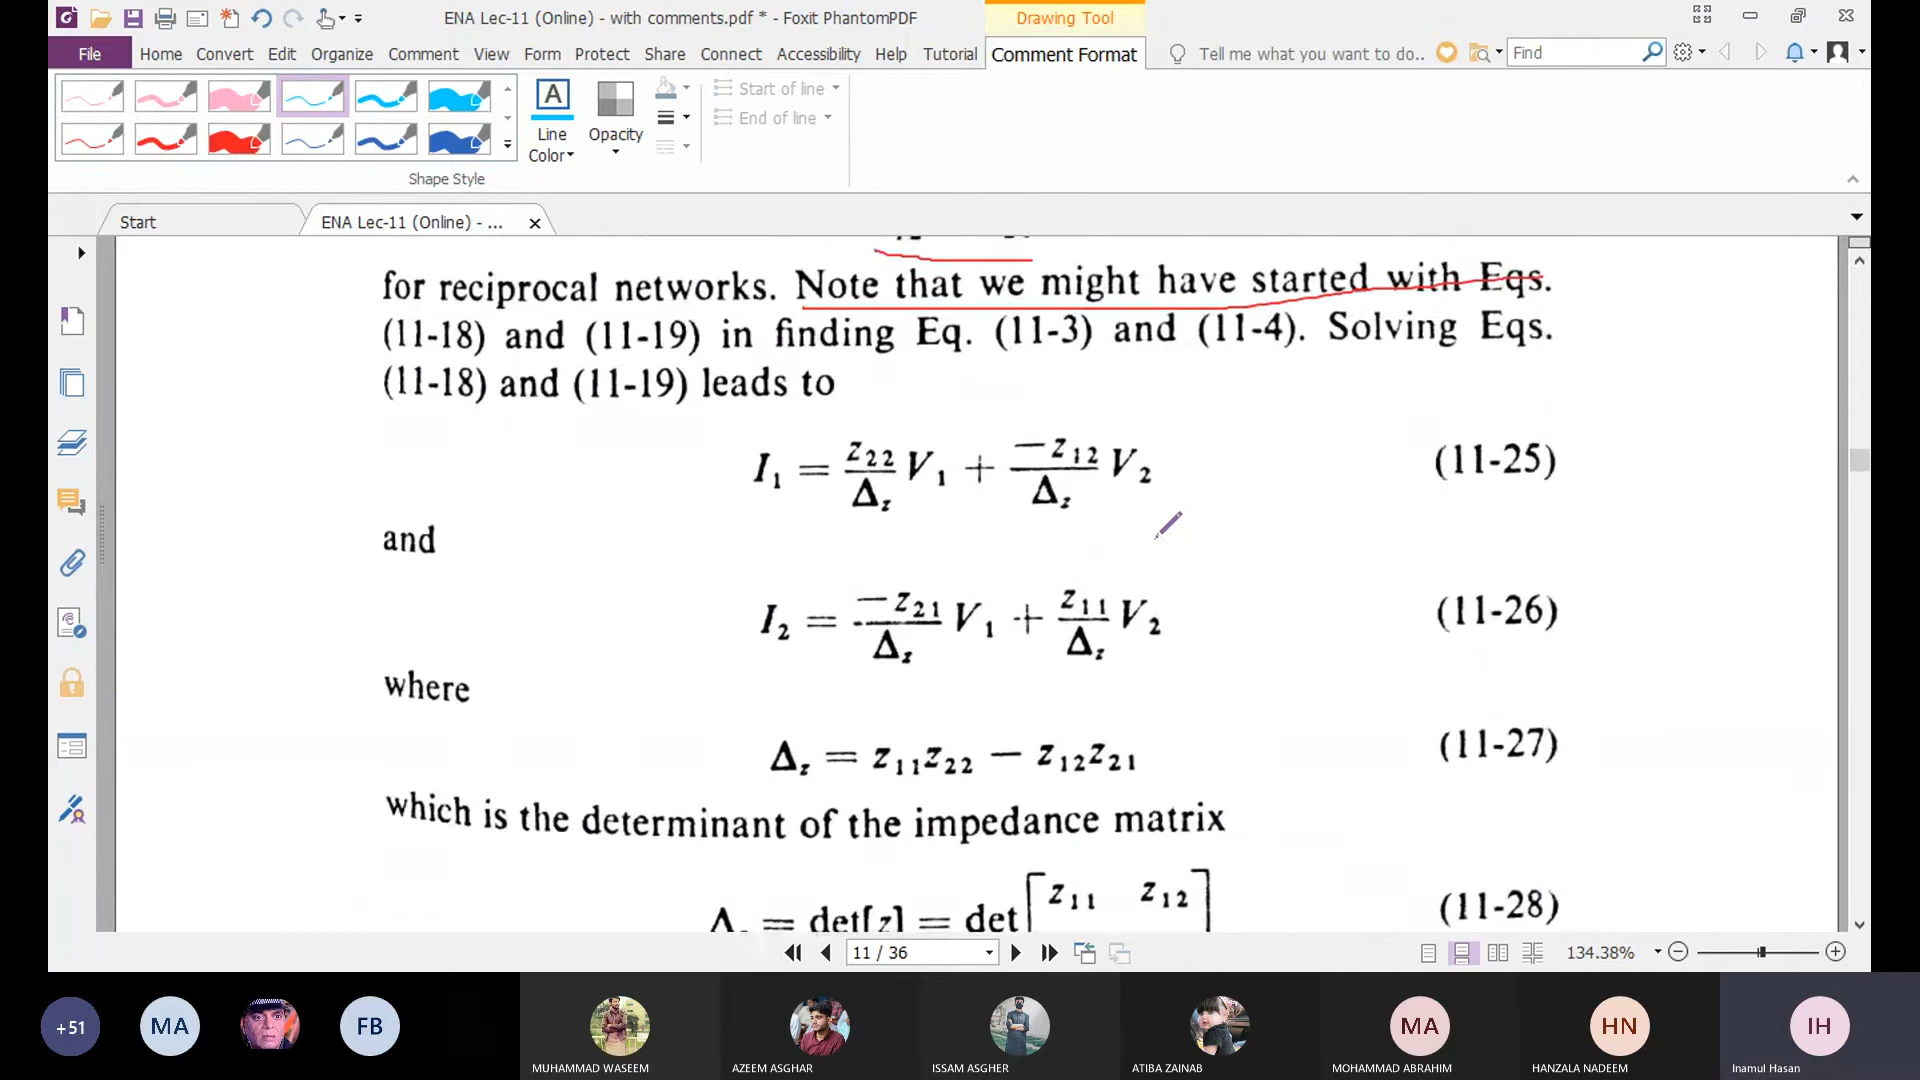 ENA Lec-11 (Online) - with comments.pdf * - Foxit PhantomPDF
Drawing Tool
File Home Convert Edit Organize Comment View Form Protect Share Connect Accessibility Help Tutorial Comment Format Tell me what you want to do.. Find
Start of line
End of line
A
Line
Color
Opacity
Shape Style
Start
ENA Lec-11 (Online) - ...
for reciprocal networks. Note that we might have started with Eqs.
(11-18) and (11-19) in finding Eq. (11-3) and (11-4). Solving Eqs.
(11-18) and (11-19) leads to
I₁ = z₂₂/Δz V₁ + −z₁₂/Δz V₂ (11-25)
and
I₂ = −z₂₁/Δz V₁ + z₁₁/Δz V₂ (11-26)
where
Δz = z₁₁z₂₂ − z₁₂z₂₁ (11-27)
which is the determinant of the impedance matrix
= det[z] = det [z₁₁ z₁₂] (11-28)
11 / 36
134.38%
+51
MA
FB
MA
HN
IH
MUHAMMAD WASEEM
AZEEM ASGHAR
ISSAM ASGHER
ATIBA ZAINAB
MOHAMMAD ABRAHIM
HANZALA NADEEM
Inamul Hasan